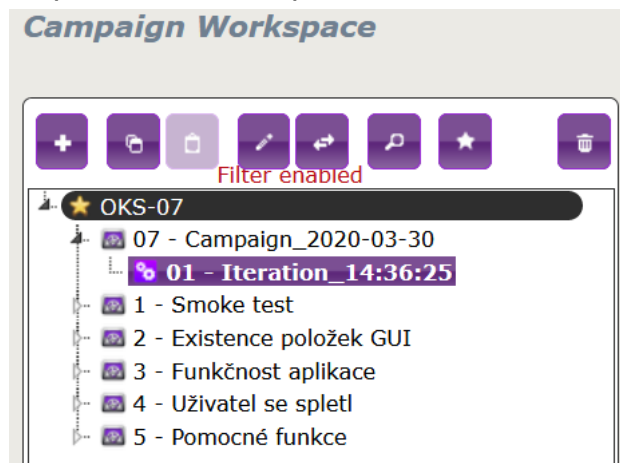 Campaign Workspace
Filter enabled
OKS-07
07 - Campaign_2020-03-30
01 - Iteration_14:36:25
1 - Smoke test
2 - Existence položek GUI
3 - Funkčnost aplikace
4 - Uživatel se spletl
5 - Pomocné funkce